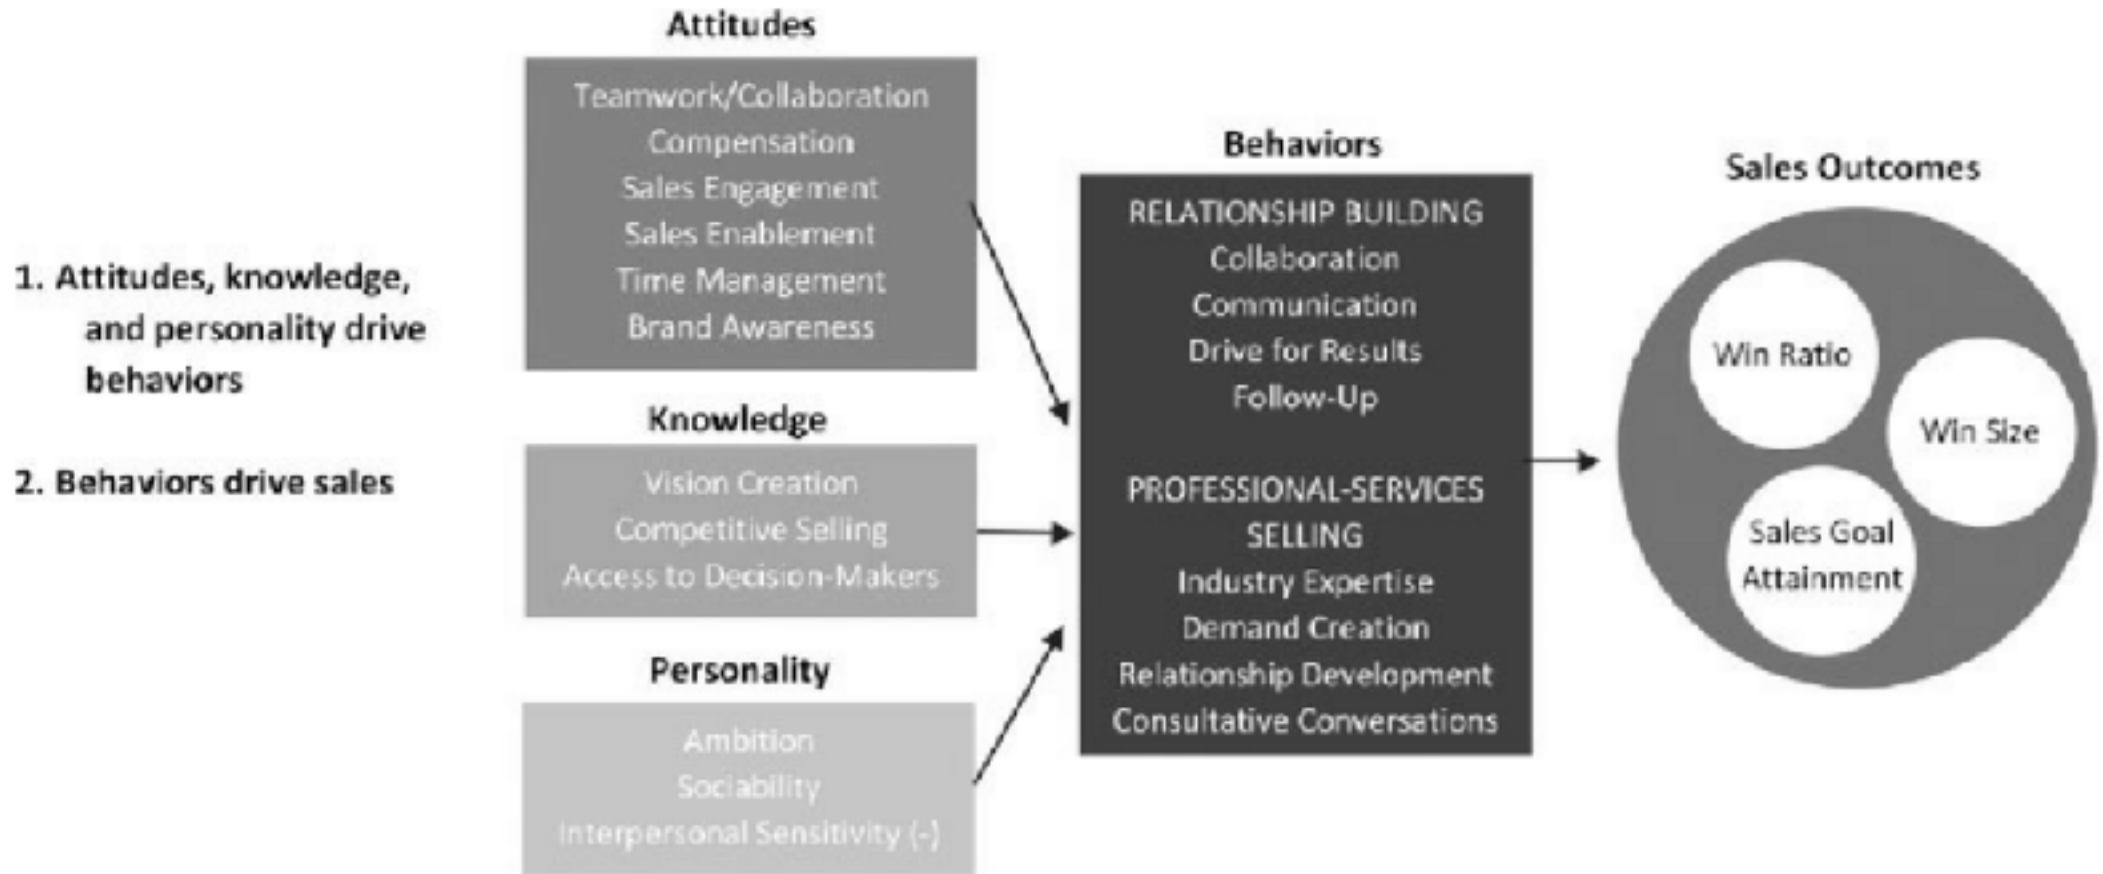 1. Attitudes, knowledge,
and personality drive
behaviors
2. Behaviors drive sales
Attitudes
Teamwork/Collaboration
Compensation
Sales Engagement
Sales Enablement
Time Management
Brand Awareness
Knowledge
Vision Creation
Competitive Selling
Access to Decision-Makers
Personality
Ambition
Sociability
Interpersonal Sensitivity (-)
Behaviors
RELATIONSHIP BUILDING
Collaboration
Communication
Drive for Results
Follow-Up
PROFESSIONAL-SERVICES
SELLING
Industry Expertise
Demand Creation
Relationship Development
Consultative Conversations
Sales Outcomes
Win Ratio
Win Size
Sales Goal
Attainment